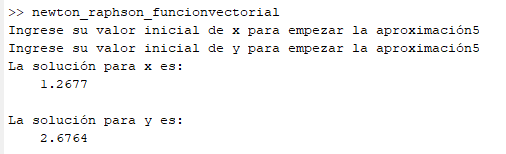 >> newton_raphson_funcionvectorial
Ingrese su valor inicial de x para empezar la aproximación5
Ingrese su valor inicial de y para empezar la aproximación5
La solución para x es:
1.2677
La solución para y es:
2.6764